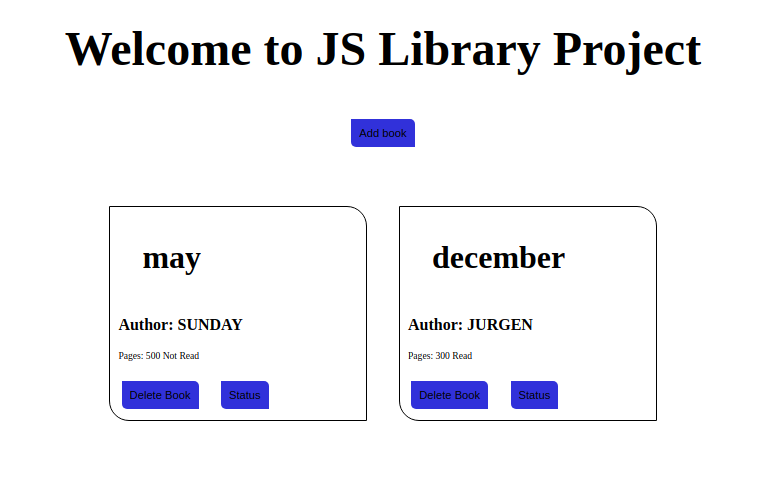 Welcome to JS Library Project
Add book
may
Author: SUNDAY
Pages: 500 Not Read
Delete Book
Status
december
Author: JURGEN
Pages: 300 Read
Delete Book
Status